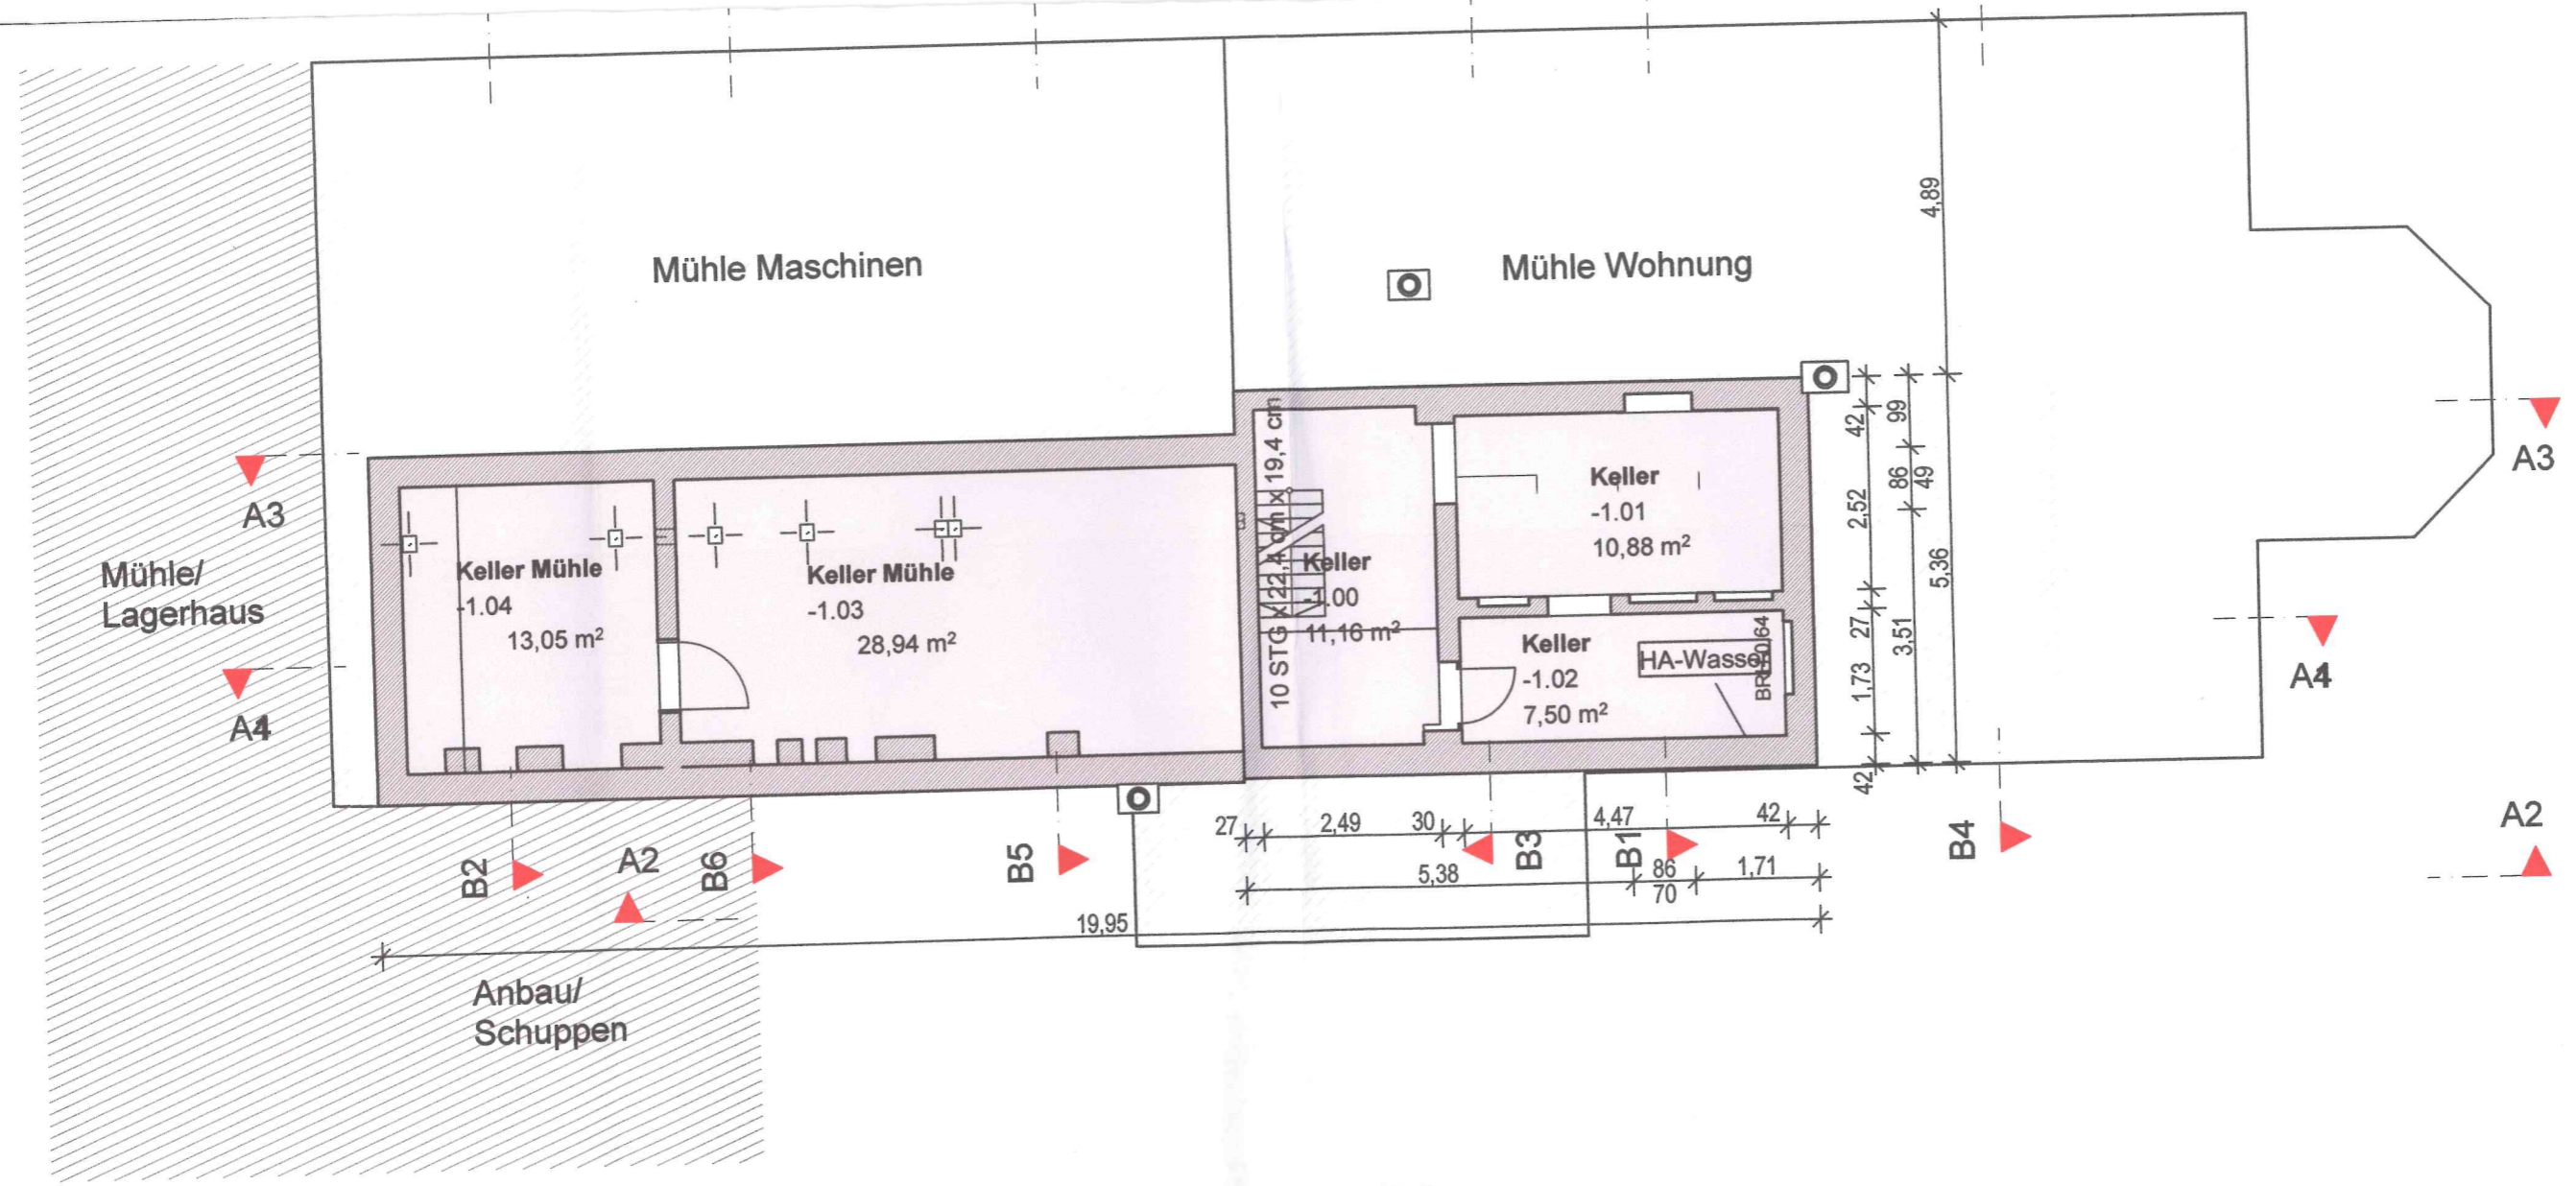 4,89
Mühle Maschinen
Mühle Wohnung
A3
Mühle/
Lagerhaus
A4
Keller Mühle
-1.04
13,05 m²
Keller Mühle
-1.03
28,94 m²
10 STG x 22,4 cm x 19,4 cm
Keller
-1.00
11,16 m²
Keller
-1.01
10,88 m²
Keller
-1.02
7,50 m²
HA-Wasser
42
2,52
27
1,73
42
99
86
49
3,51
5,36
A3
A4
A2
B2
A2
B6
B5
B3
B1
B4
27
2,49
30
4,47
42
5,38
86
70
1,71
19,95
Anbau/
Schuppen